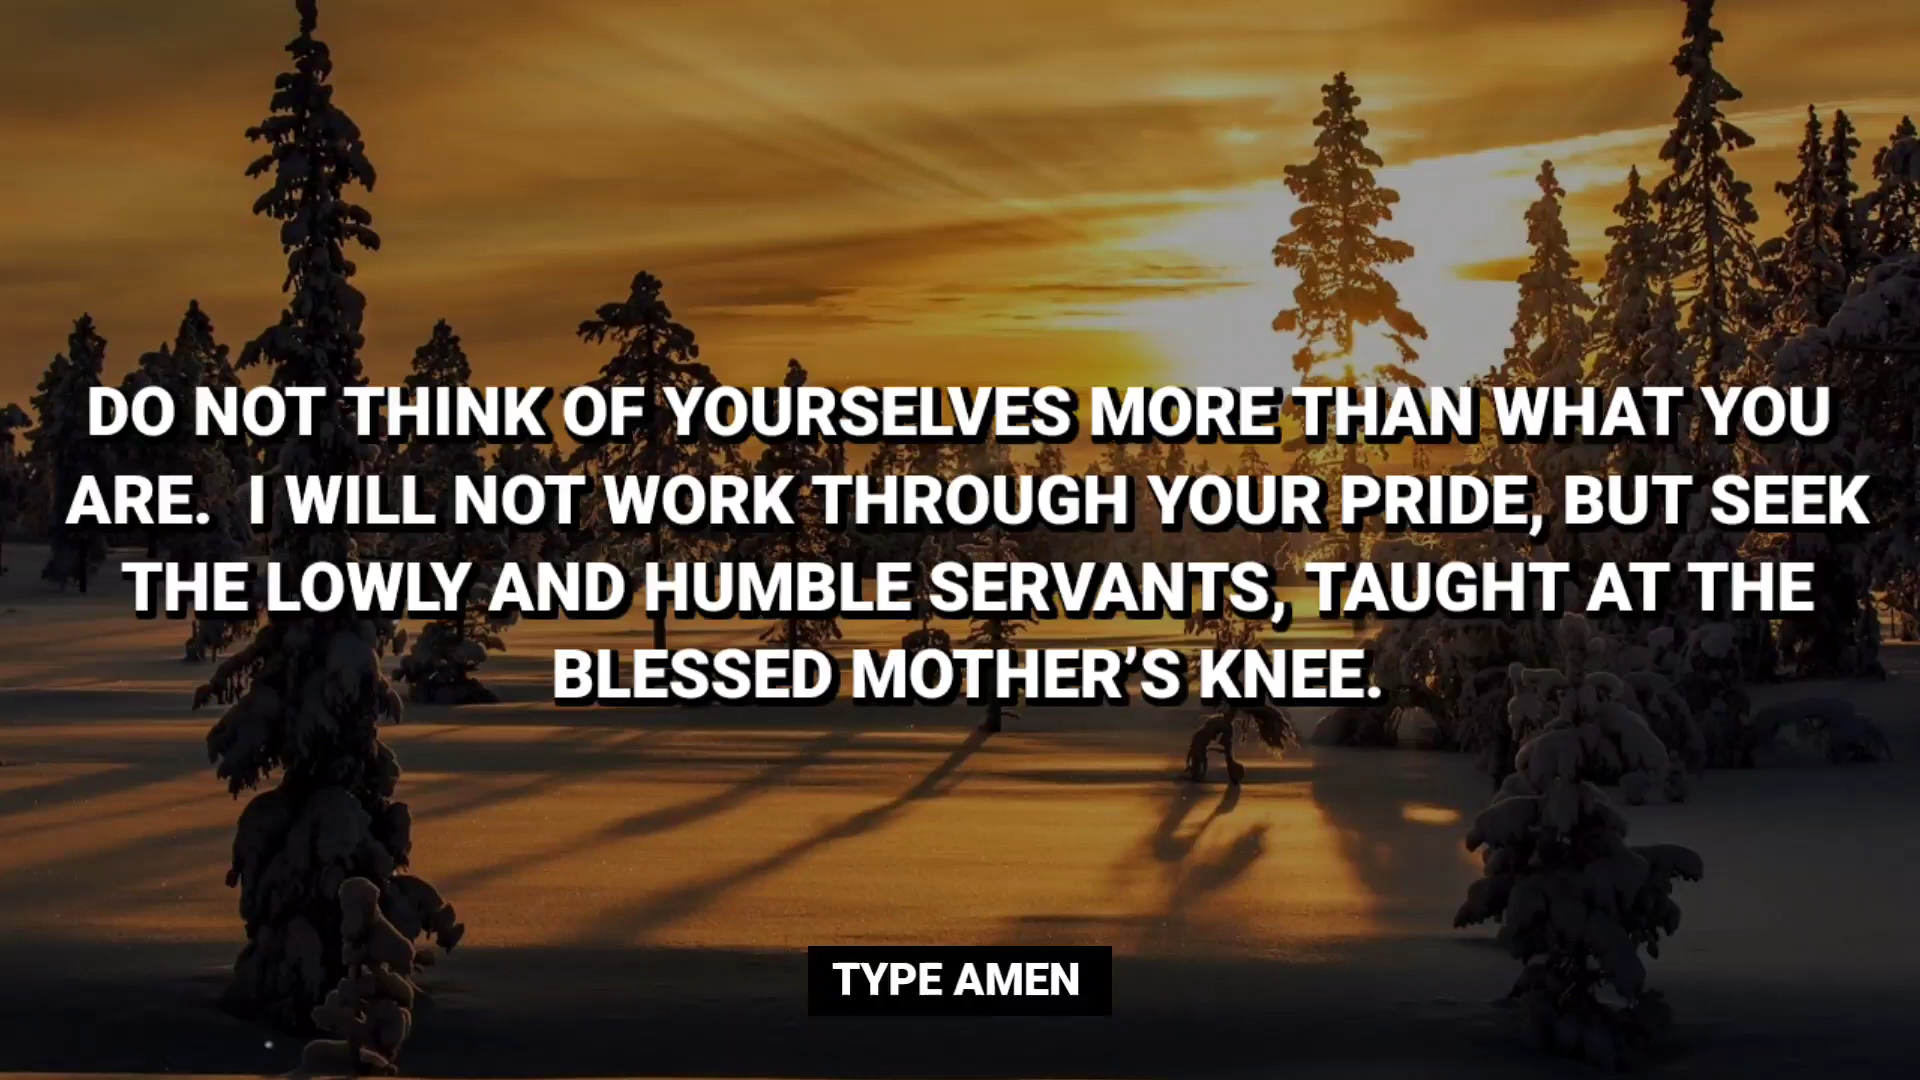 DO NOT THINK OF YOURSELVES MORE THAN WHAT YOU
ARE.  I WILL NOT WORK THROUGH YOUR PRIDE, BUT SEEK
THE LOWLY AND HUMBLE SERVANTS, TAUGHT AT THE
BLESSED MOTHER’S KNEE.
TYPE AMEN